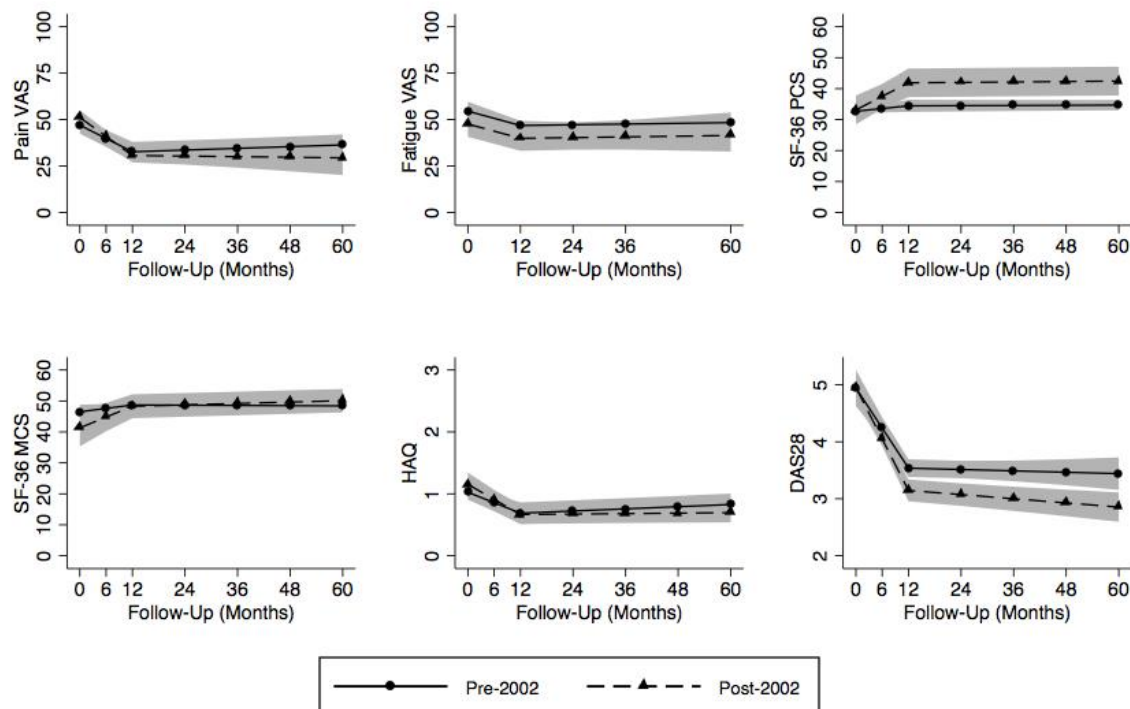 Pain VAS
100
75
50
25
0
0 6 12 24 36 48 60
Follow-Up (Months)
Fatigue VAS
100
75
50
25
0
0 12 24 36 60
Follow-Up (Months)
SF-36 PCS
60
50
40
30
20
10
0
0 6 12 24 36 48 60
Follow-Up (Months)
SF-36 MCS
60
50
40
30
20
10
0
0 6 12 24 36 48 60
Follow-Up (Months)
HAQ
3
2
1
0
0 6 12 24 36 48 60
Follow-Up (Months)
DAS28
5
4
3
2
0 6 12 24 36 48 60
Follow-Up (Months)
Pre-2002 Post-2002